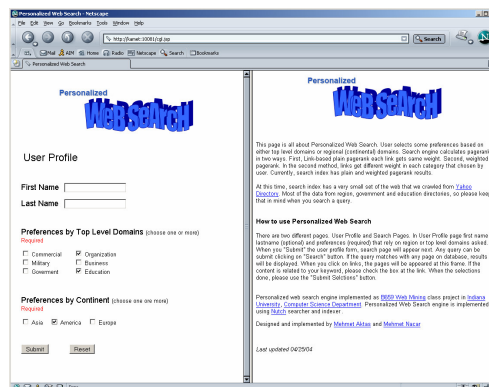 Personalized Web Search - Netscape
File Edit View Go Bookmarks Tools Window Help
http://kamet:10081/cgl.jsp
Search
Mail AIM Home Radio Netscape Search Bookmarks
Personalized Web Search
Personalized
Web Search
User Profile
First Name
Last Name
Preferences by Top Level Domains (choose one or more)
Required
Commercial Organization
Military Business
Goverment Education
Preferences by Continent (choose one ore more)
Required
Asia America Europe
Submit Reset
Personalized
Web Search
This page is all about Personalized Web Search. User selects some preferences based on
either top level domains or regional (continental) domains. Search engine calculates pagerank
in two ways. First, Link-based plain pagerank each link gets same weight. Second, weighted
pagerank. In the second method, links get different weight in each category that chosen by
user. Currently, search index has plain and weighted pagerank results.
At this time, search index has a very small set of the web that we crawled from Yahoo
Directory. Most of the data from region, government and education directories, so please keep
that in mind when you search a query.
How to use Personalized Web Search
There are two different pages. User Profile and Search Pages. In User Profile page first name,
lastname (optional) and preferences (required) that rely on region or top level domains asked.
When you "Submit" the user profile form, search page will appear next. Any query can be
submit clicking on "Search" button. If the query matches with any page on database, results
will be displayed. When you click on links, the pages will be appeared at this frame. If the
content is related to your keyword, please check the box at the link. When the selections
done, please use the "Submit Selctions" button.
Personalized web search engine implemented as B659 Web Mining class project in Indiana
University, Computer Science Department. Personalized Web Search engine is implemented
using Nutch searcher and indexer.
Designed and implemented by Mehmet Aktas and Mehmet Nacar
Last updated 04/25/04